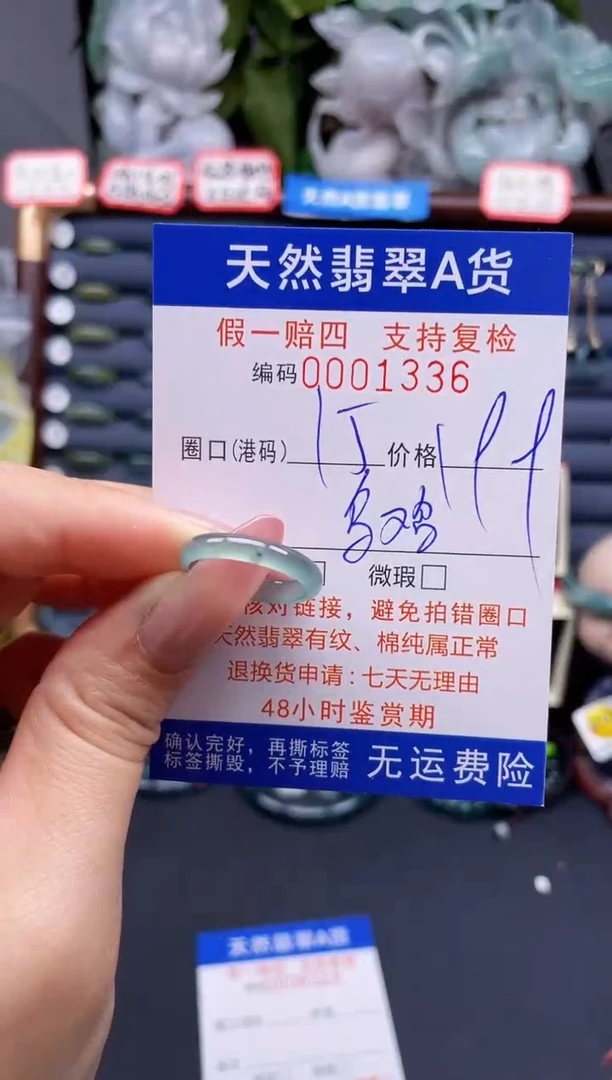 天然翡翠A货
假一赔四 支持复检
编码0001336
圈口(港码) 15 价格 199
乌鸡
微瑕□
核对链接，避免拍错圈口
天然翡翠有纹、棉纯属正常
退换货申请:七天无理由
48小时鉴赏期
确认完好，再撕标签
标签撕毁，不予理赔
无运费险
天然翡翠A货